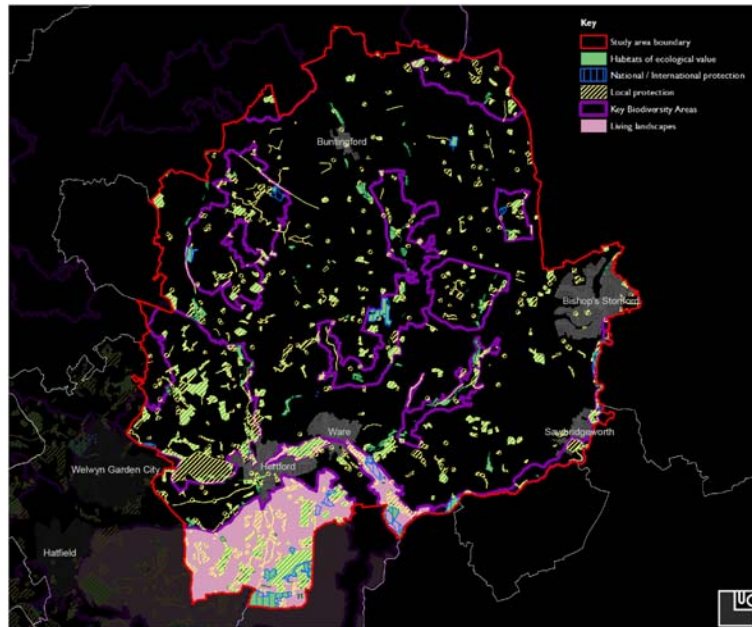 Key
Study area boundary
Habitats of ecological value
National / International protection
Local protection
Key Biodiversity Areas
Living landscapes
Buntingford
Bishop's Stortford
Ware
Sawbridgeworth
Welwyn Garden City
Hertford
Hatfield
LUC